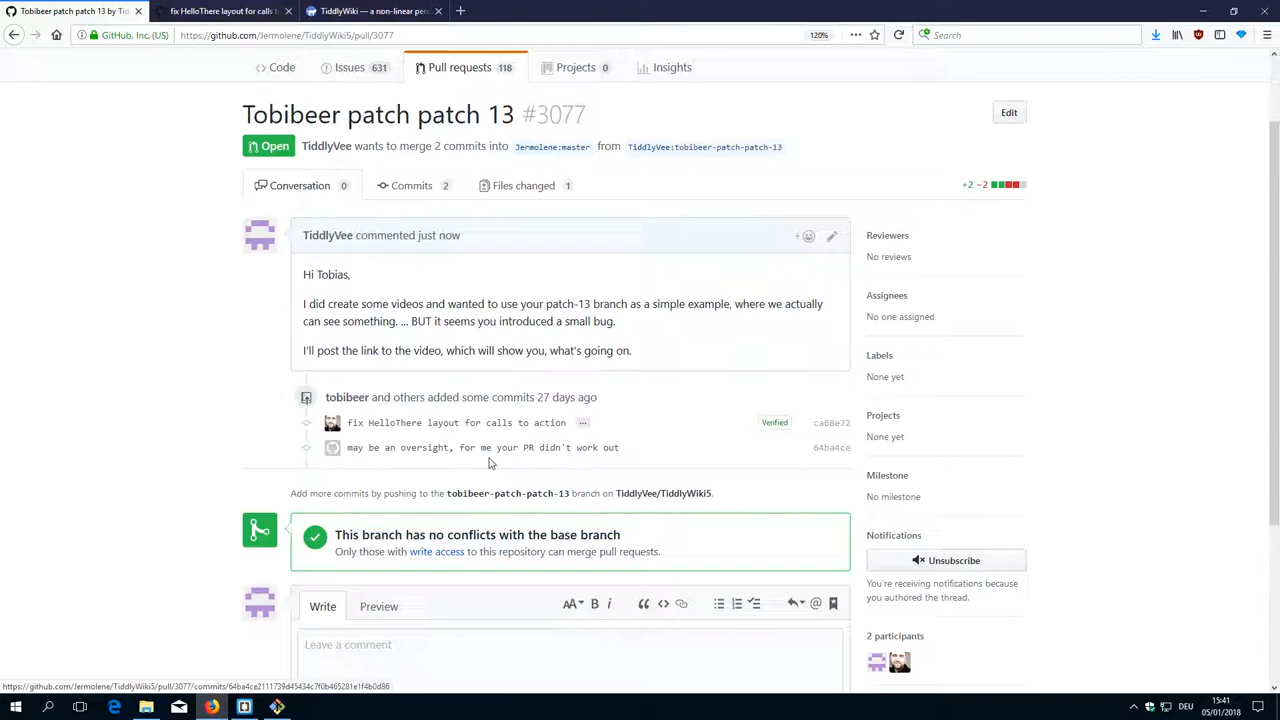 Tobibeer patch patch 13 by Ti
fix HelloThere layout for calls b
TiddlyWiki — a non-linear pers
GitHub, Inc. (US)
https://github.com/Jermolene/TiddlyWiki5/pull/3077
120%
Search
Code
Issues 631
Pull requests 118
Projects 0
Insights
Tobibeer patch patch 13 #3077
Edit
Open
TiddlyVee wants to merge 2 commits into Jermolene:master from TiddlyVee:tobibeer-patch-patch-13
Conversation 0
Commits 2
Files changed 1
+2 −2
TiddlyVee commented just now
Hi Tobias,
I did create some videos and wanted to use your patch-13 branch as a simple example, where we actually
can see something. ... BUT it seems you introduced a small bug.
I'll post the link to the video, which will show you, what's going on.
tobibeer and others added some commits 27 days ago
fix HelloThere layout for calls to action ... Verified ca68e72
may be an oversight, for me your PR didn't work out 64ba4ce
Add more commits by pushing to the tobibeer-patch-patch-13 branch on TiddlyVee/TiddlyWiki5.
This branch has no conflicts with the base branch
Only those with write access to this repository can merge pull requests.
Write
Preview
AA B i
Leave a comment
Reviewers
No reviews
Assignees
No one assigned
Labels
None yet
Projects
None yet
Milestone
No milestone
Notifications
Unsubscribe
You're receiving notifications because
you authored the thread.
2 participants
https://github.com/Jermolene/TiddlyWiki5/pull/3077/commits/64ba4ce2111739d45434c7f0b465281e1f4b0d86
DEU
15:41
05/01/2018